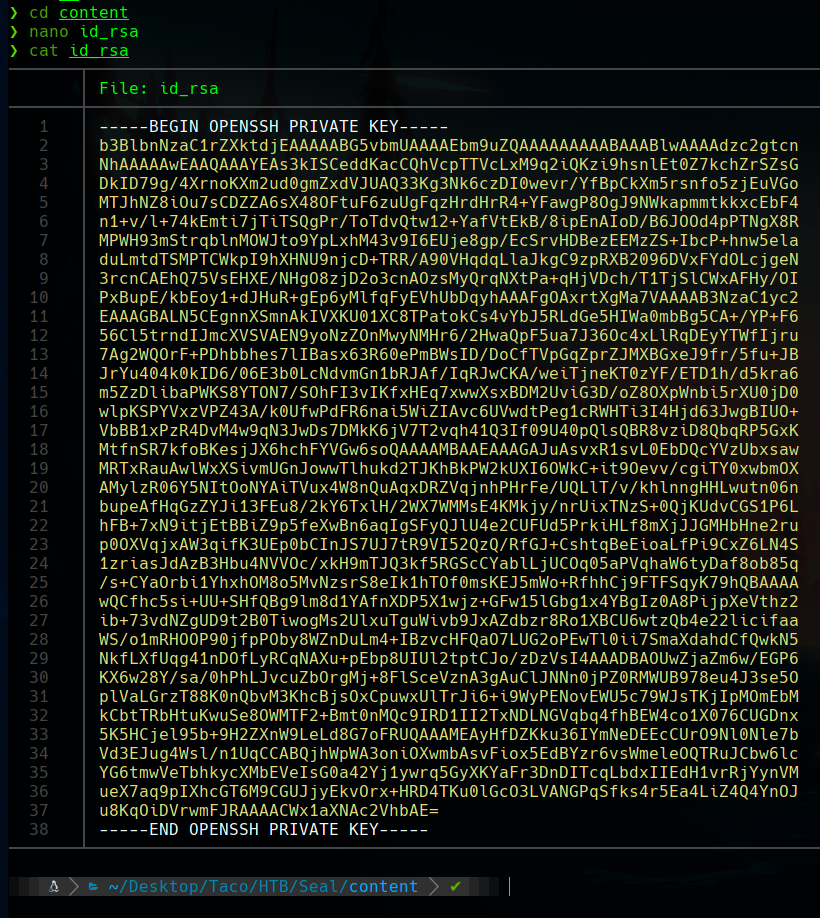 ❯ cd content
❯ nano id_rsa
❯ cat id_rsa
File: id_rsa
1 -----BEGIN OPENSSH PRIVATE KEY-----
2 b3BlbnNzaC1rZXktdjEAAAAABG5vbmUAAAAEbm9uZQAAAAAAAAABAAABlwAAAAdzc2gtcn
3 NhAAAAAwEAAQAAAYEAs3kISCeddKacCQhVcpTTVcLxM9q2iQKzi9hsnlEt0Z7kchZrSZsG
4 DkID79g/4XrnoKXm2ud0gmZxdVJUAQ33Kg3Nk6czDI0wevr/YfBpCkXm5rsnfo5zjEuVGo
5 MTJhNZ8iOu7sCDZZA6sX48OFtuF6zuUgFqzHrdHrR4+YFawgP8OgJ9NWkapmmtkkxcEbF4
6 n1+v/l+74kEmti7jTiTSQgPr/ToTdvQtw12+YafVtEkB/8ipEnAIoD/B6JOOd4pPTNgX8R
7 MPWH93mStrqblnMOWJto9YpLxhM43v9I6EUje8gp/EcSrvHDBezEEMzZS+IbcP+hnw5ela
8 duLmtdTSMPTCWkpI9hXHNU9njcD+TRR/A90VHqdqLlaJkgC9zpRXB2096DVxFYdOLcjgeN
9 3rcnCAEhQ75VsEHXE/NHgO8zjD2o3cnAOzsMyQrqNXtPa+qHjVDch/T1TjSlCWxAFHy/OI
10 PxBupE/kbEoy1+dJHuR+gEp6yMlfqFyEVhUbDqyhAAAFgOAxrtXgMa7VAAAAB3NzaC1yc2
11 EAAAGBALN5CEgnnXSmnAkIVXKU01XC8TPatokCs4vYbJ5RLdGe5HIWa0mbBg5CA+/YP+F6
12 56Cl5trndIJmcXVSVAEN9yoNzZOnMwyNMHr6/2HwaQpF5ua7J36Oc4xLlRqDEyYTWfIjru
13 7Ag2WQOrF+PDhbbhes7lIBasx63R60ePmBWsID/DoCfTVpGqZprZJMXBGxeJ9fr/5fu+JB
14 JrYu404k0kID6/06E3b0LcNdvmGn1bRJAf/IqRJwCKA/weiTjneKT0zYF/ETD1h/d5kra6
15 m5ZzDlibaPWKS8YTON7/SOhFI3vIKfxHEq7xwwXsxBDM2UviG3D/oZ8OXpWnbi5rXU0jD0
16 wlpKSPYVxzVPZ43A/k0UfwPdFR6nai5WiZIAvc6UVwdtPeg1cRWHTi3I4Hjd63JwgBIUO+
17 VbBB1xPzR4DvM4w9qN3JwDs7DMkK6jV7T2vqh41Q3If09U40pQlsQBR8vziD8QbqRP5GxK
18 MtfnSR7kfoBKesjJX6hchFYVGw6soQAAAAMBAAEAAAGAJuAsvxR1svL0EbDQcYVzUbxsaw
19 MRTxRauAwlWxXSivmUGnJowwTlhukd2TJKhBkPW2kUXI6OWkC+it9Oevv/cgiTY0xwbmOX
20 AMylzR06Y5NItOoNYAiTVux4W8nQuAqxDRZVqjnhPHrFe/UQLlT/v/khlnngHHLwutn06n
21 bupeAfHqGzZYJi13FEu8/2kY6TxlH/2WX7WMMsE4KMkjy/nrUixTNzS+0QjKUdvCGS1P6L
22 hFB+7xN9itjEtBBiZ9p5feXwBn6aqIgSFyQJlU4e2CUFUd5PrkiHLf8mXjJJGMHbHne2ru
23 p0OXVqjxAW3qifK3UEp0bCInJS7UJ7tR9VI52QzQ/RfGJ+CshtqBeEioaLfPi9CxZ6LN4S
24 1zriasJdAzB3Hbu4NVVOc/xkH9mTJQ3kf5RGScCYablLjUCOq05aPVqhaW6tyDaf8ob85q
25 /s+CYaOrbi1YhxhOM8o5MvNzsrS8eIk1hTOf0msKEJ5mWo+RfhhCj9FTFSqyK79hQBAAAA
26 wQCfhc5si+UU+SHfQBg9lm8d1YAfnXDP5X1wjz+GFw15lGbg1x4YBgIz0A8PijpXeVthz2
27 ib+73vdNZgUD9t2B0TiwogMs2UlxuTguWivb9JxAZdbzr8Ro1XBCU6wtzQb4e22licifaa
28 WS/o1mRHOOP90jfpPOby8WZnDuLm4+IBzvcHFQaO7LUG2oPEwTl0ii7SmaXdahdCfQwkN5
29 NkfLXfUqg41nDOfLyRCqNAXu+pEbp8UIUl2tptCJo/zDzVsI4AAADBAOUwZjaZm6w/EGP6
30 KX6w28Y/sa/0hPhLJvcuZbOrgMj+8FlSceVznA3gAuClJNNn0jPZ0RMWUB978eu4J3se5O
31 plVaLGrzT88K0nQbvM3KhcBjsOxCpuwxUlTrJi6+i9WyPENovEWU5c79WJsTKjIpMOmEbM
32 kCbtTRbHtuKwuSe8OWMTF2+Bmt0nMQc9IRD1II2TxNDLNGVqbq4fhBEW4co1X076CUGDnx
33 5K5HCjel95b+9H2ZXnW9LeLd8G7oFRUQAAAMEAyHfDZKku36IYmNeDEEcCUrO9Nl0Nle7b
34 Vd3EJug4Wsl/n1UqCCABQjhWpWA3oniOXwmbAsvFiox5EdBYzr6vsWmeleOQTRuJCbw6lc
35 YG6tmwVeTbhkycXMbEVeIsG0a42Yj1ywrq5GyXKYaFr3DnDITcqLbdxIIEdH1vrRjYynVM
36 ueX7aq9pIXhcGT6M9CGUJjyEkvOrx+HRD4TKu0lGcO3LVANGPqSfks4r5Ea4LiZ4Q4YnOJ
37 u8KqOiDVrwmFJRAAAACWx1aXNAc2VhbAE=
38 -----END OPENSSH PRIVATE KEY-----
~/Desktop/Taco/HTB/Seal/content ✔